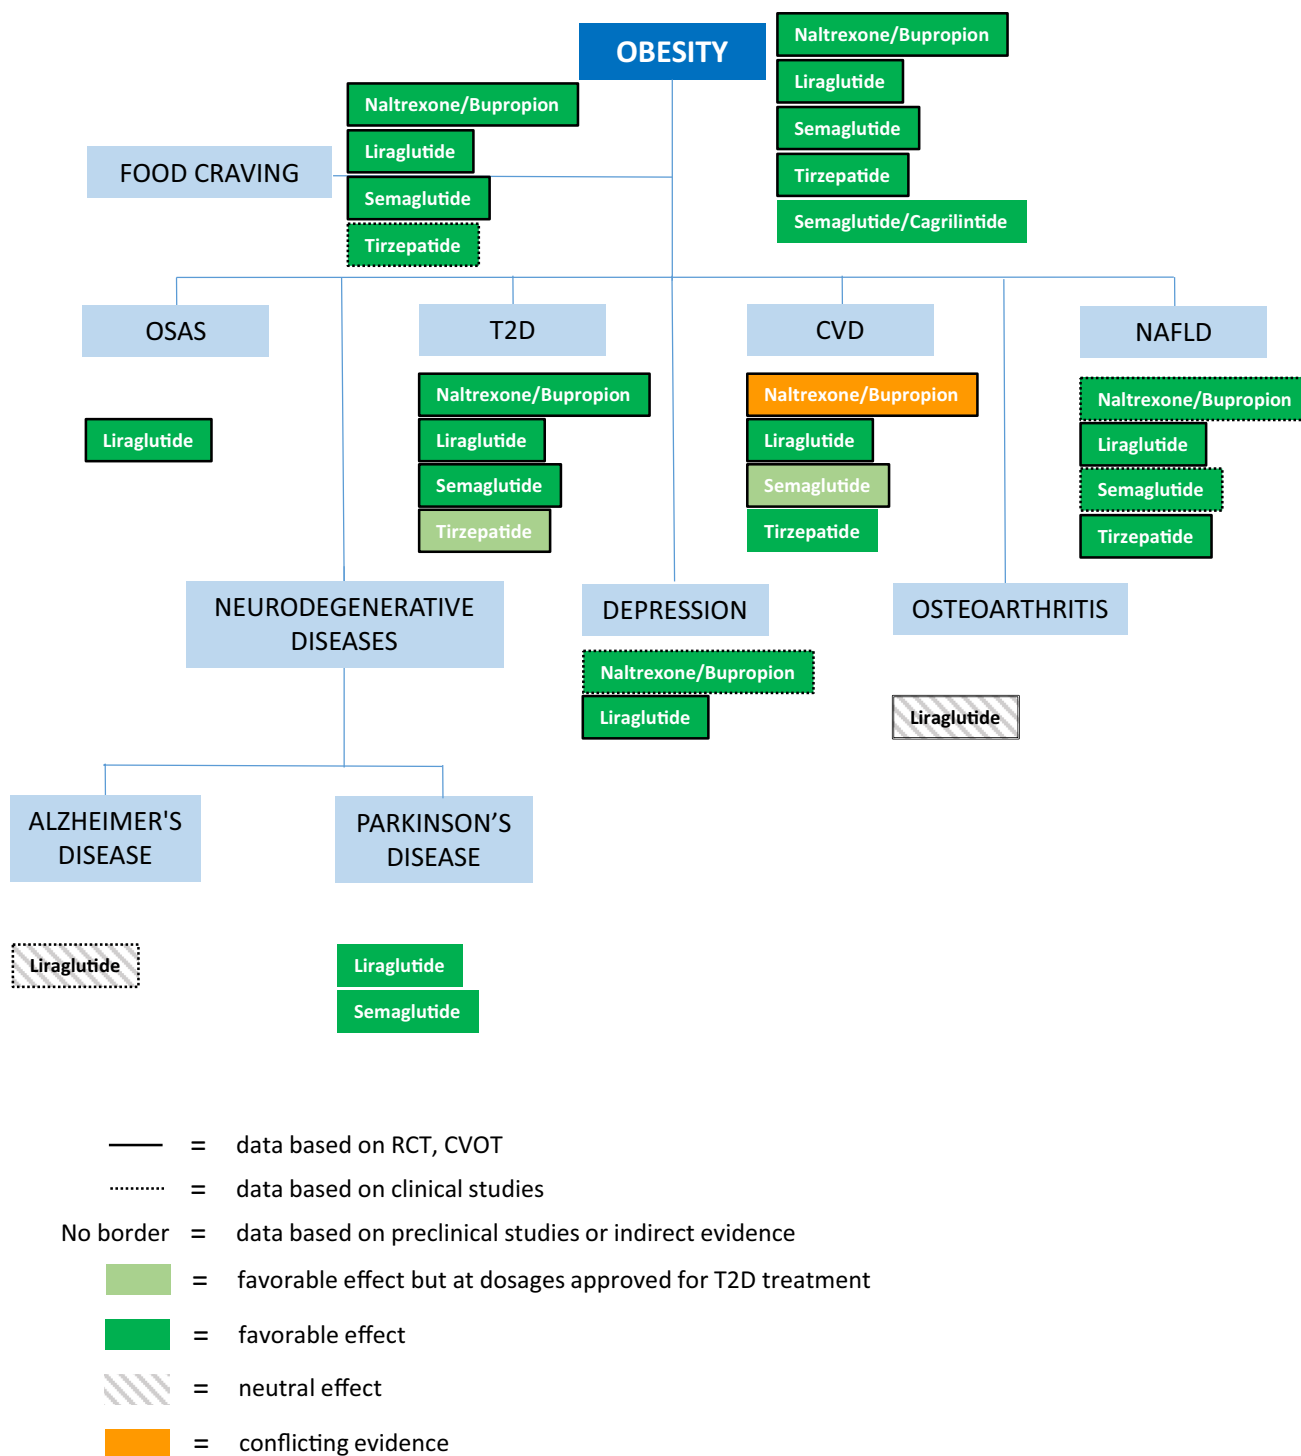 OBESITY
Naltrexone/Bupropion
Liraglutide
Semaglutide
Tirzepatide
Semaglutide/Cagrilintide
FOOD CRAVING
Naltrexone/Bupropion
Liraglutide
Semaglutide
Tirzepatide
OSAS
Liraglutide
T2D
Naltrexone/Bupropion
Liraglutide
Semaglutide
Tirzepatide
CVD
Naltrexone/Bupropion
Liraglutide
Semaglutide
Tirzepatide
NAFLD
Naltrexone/Bupropion
Liraglutide
Semaglutide
Tirzepatide
NEURODEGENERATIVE
DISEASES
DEPRESSION
Naltrexone/Bupropion
Liraglutide
OSTEOARTHRITIS
Liraglutide
ALZHEIMER'S
DISEASE
Liraglutide
PARKINSON’S
DISEASE
Liraglutide
Semaglutide
= data based on RCT, CVOT
= data based on clinical studies
No border = data based on preclinical studies or indirect evidence
= favorable effect but at dosages approved for T2D treatment
= favorable effect
= neutral effect
= conflicting evidence